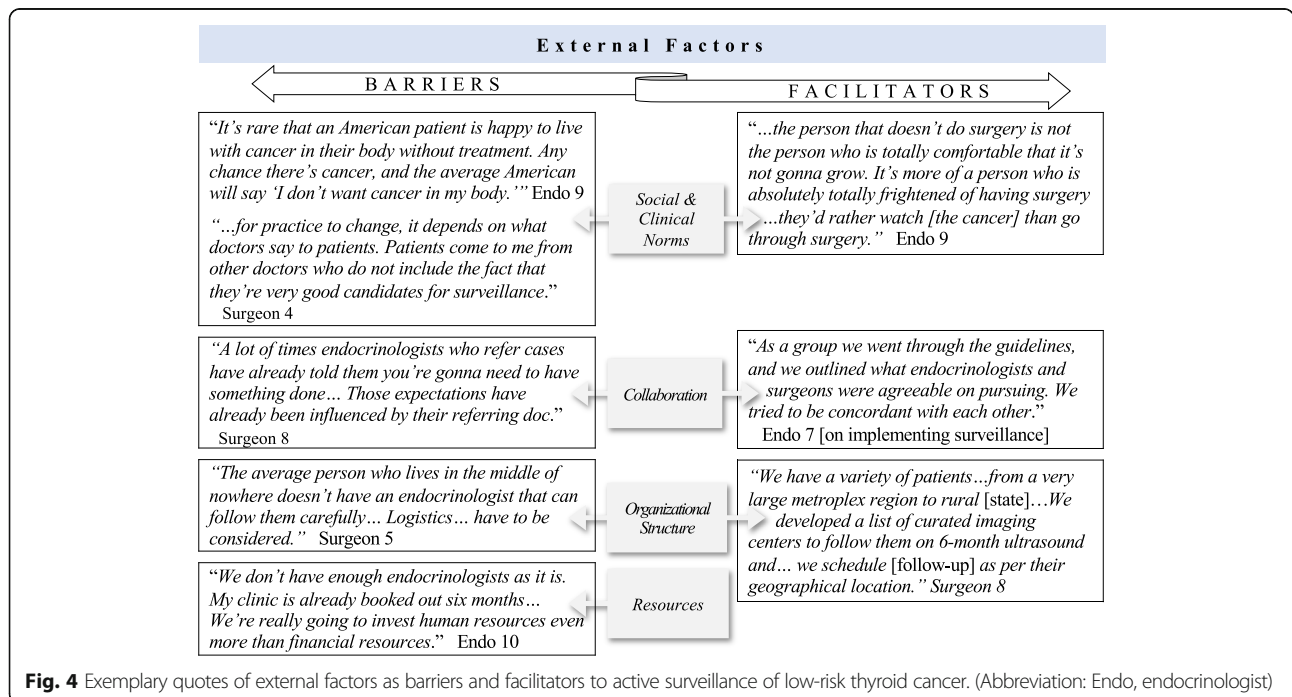 External Factors
BARRIERS
FACILITATORS
“It’s rare that an American patient is happy to live
with cancer in their body without treatment. Any
chance there’s cancer, and the average American
will say ‘I don’t want cancer in my body.’” Endo 9
“…for practice to change, it depends on what
doctors say to patients. Patients come to me from
other doctors who do not include the fact that
they’re very good candidates for surveillance.”
Surgeon 4
Social &
Clinical
Norms
“…the person that doesn’t do surgery is not
the person who is totally comfortable that it’s
not gonna grow. It’s more of a person who is
absolutely totally frightened of having surgery
…they’d rather watch [the cancer] than go
through surgery.” Endo 9
“A lot of times endocrinologists who refer cases
have already told them you’re gonna need to have
something done… Those expectations have
already been influenced by their referring doc.”
Surgeon 8
Collaboration
“As a group we went through the guidelines,
and we outlined what endocrinologists and
surgeons were agreeable on pursuing. We
tried to be concordant with each other.”
Endo 7 [on implementing surveillance]
“The average person who lives in the middle of
nowhere doesn’t have an endocrinologist that can
follow them carefully… Logistics… have to be
considered.” Surgeon 5
Organizational
Structure
“We have a variety of patients…from a very
large metroplex region to rural [state]…We
developed a list of curated imaging
centers to follow them on 6-month ultrasound
and… we schedule [follow-up] as per their
geographical location.” Surgeon 8
“We don’t have enough endocrinologists as it is.
My clinic is already booked out six months…
We’re really going to invest human resources even
more than financial resources.” Endo 10
Resources
Fig. 4 Exemplary quotes of external factors as barriers and facilitators to active surveillance of low-risk thyroid cancer. (Abbreviation: Endo, endocrinologist)